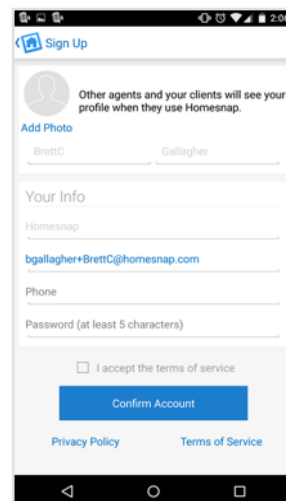 2:06
Sign Up
Other agents and your clients will see your
profile when they use Homesnap.
Add Photo
BrettC Gallagher
Your Info
Homesnap
bgallagher+BrettC@homesnap.com
Phone
Password (at least 5 characters)
I accept the terms of service
Confirm Account
Privacy Policy Terms of Service